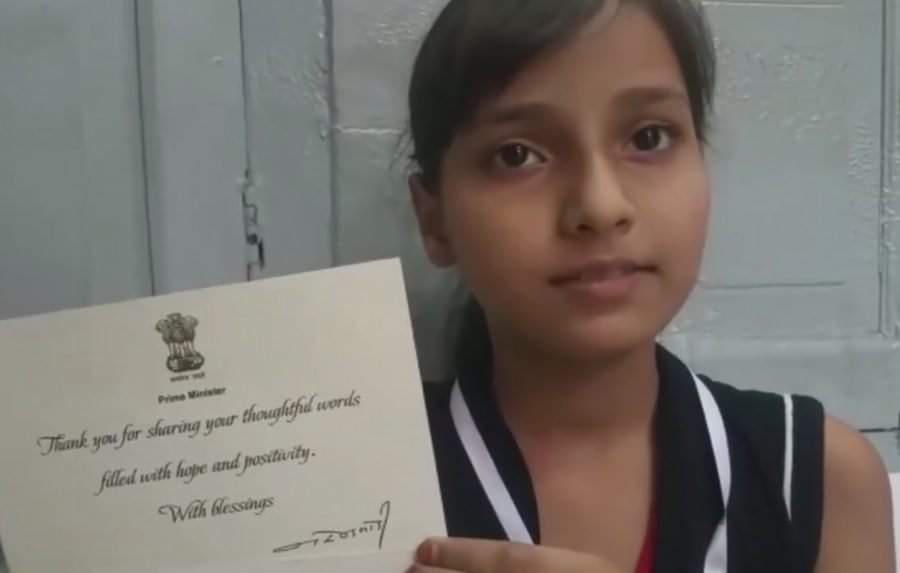 Prime Minister
Thank you for sharing your thoughtful words
filled with hope and positivity.
With blessings